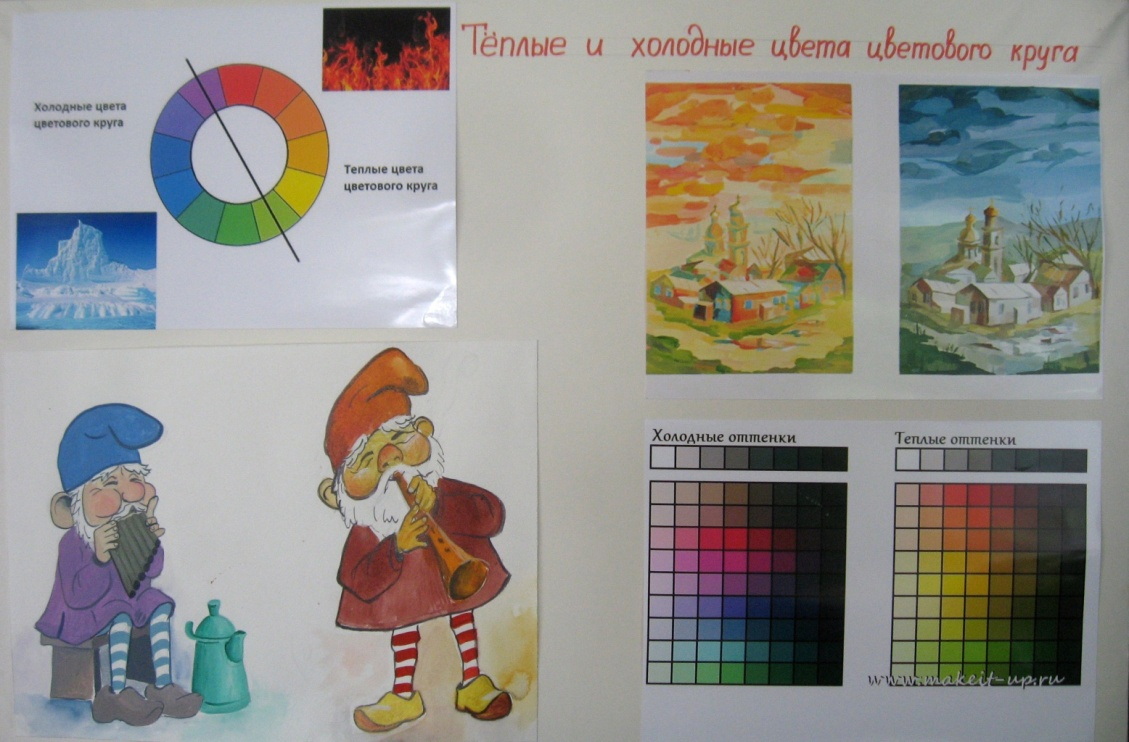 Тёплые и холодные цвета цветового круга
Холодные цвета
цветового круга
Теплые цвета
цветового круга
Холодные оттенки
Теплые оттенки
www.makeit-up.ru